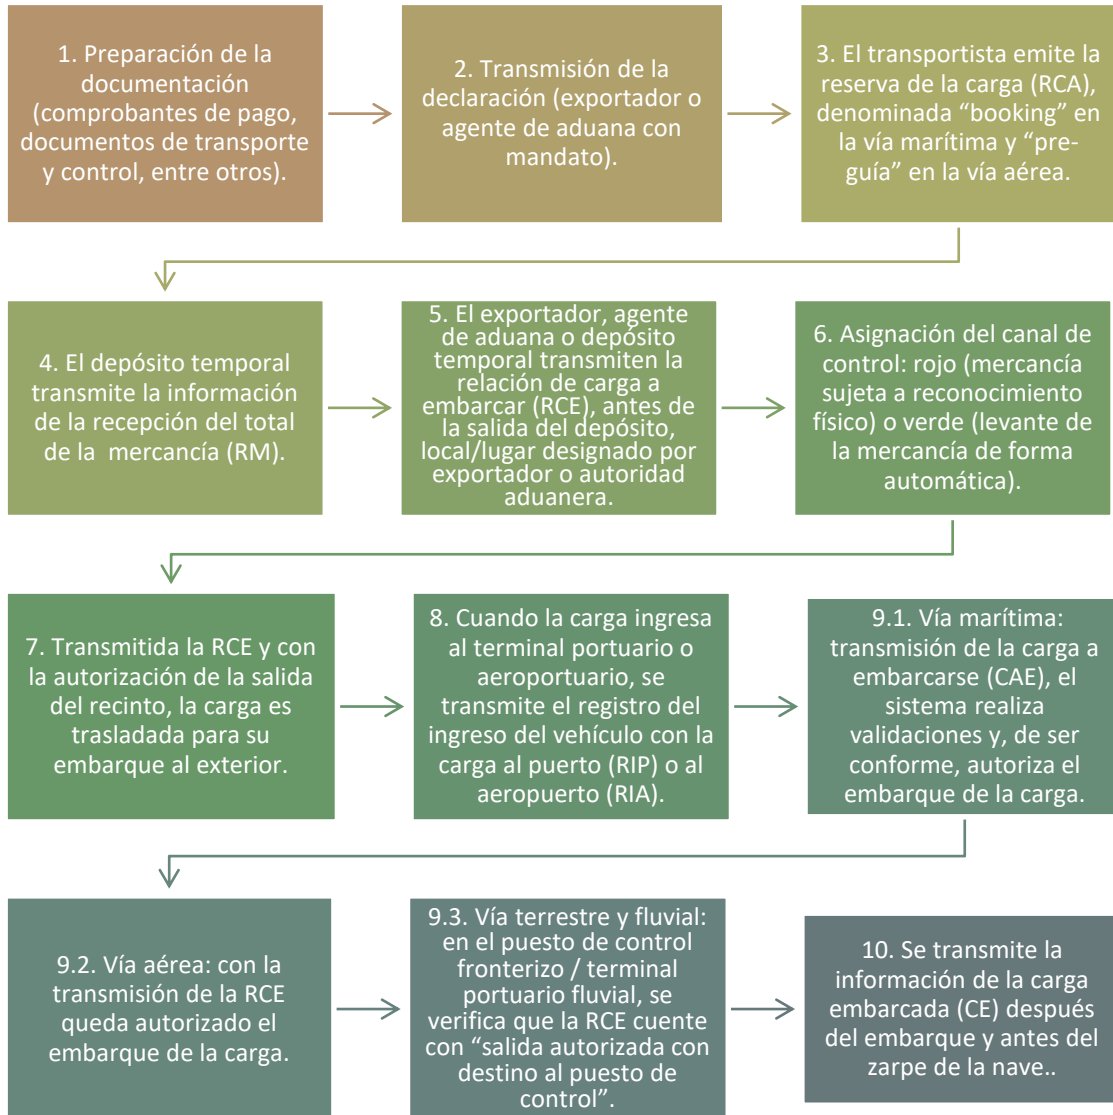 1. Preparación de la
documentación
(comprobantes de pago,
documentos de transporte
y control, entre otros).
2. Transmisión de la
declaración (exportador o
agente de aduana con
mandato).
3. El transportista emite la
reserva de la carga (RCA),
denominada “booking” en
la vía marítima y “pre-
guía” en la vía aérea.
4. El depósito temporal
transmite la información
de la recepción del total
de la  mercancía (RM).
5. El exportador, agente
de aduana o depósito
temporal transmiten la
relación de carga a
embarcar (RCE), antes de
la salida del depósito,
local/lugar designado por
exportador o autoridad
aduanera.
6. Asignación del canal de
control: rojo (mercancía
sujeta a reconocimiento
físico) o verde (levante de
la mercancía de forma
automática).
7. Transmitida la RCE y con
la autorización de la salida
del recinto, la carga es
trasladada para su
embarque al exterior.
8. Cuando la carga ingresa
al terminal portuario o
aeroportuario, se
transmite el registro del
ingreso del vehículo con la
carga al puerto (RIP) o al
aeropuerto (RIA).
9.1. Vía marítima:
transmisión de la carga a
embarcarse (CAE), el
sistema realiza
validaciones y, de ser
conforme, autoriza el
embarque de la carga.
9.2. Vía aérea: con la
transmisión de la RCE
queda autorizado el
embarque de la carga.
9.3. Vía terrestre y fluvial:
en el puesto de control
fronterizo / terminal
portuario fluvial, se
verifica que la RCE cuente
con “salida autorizada con
destino al puesto de
control”.
10. Se transmite la
información de la carga
embarcada (CE) después
del embarque y antes del
zarpe de la nave..